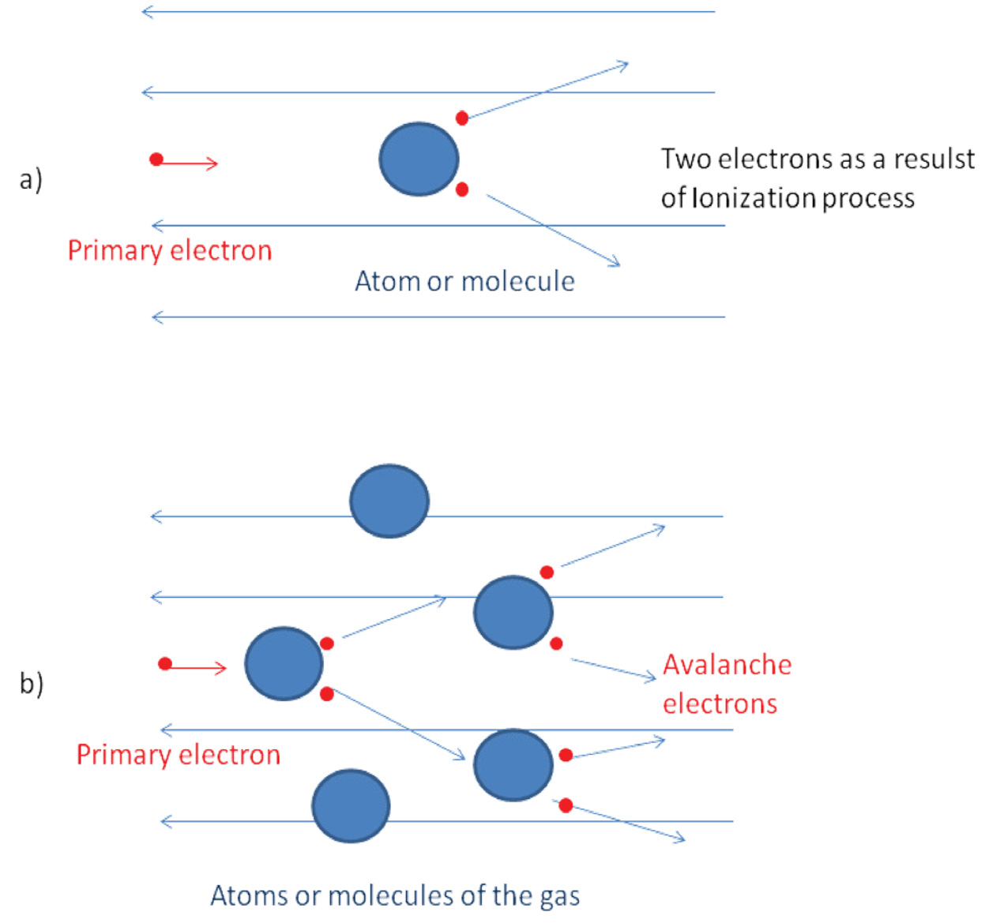 a)
Primary electron
Atom or molecule
Two electrons as a resulst
of Ionization process
b)
Primary electron
Avalanche
electrons
Atoms or molecules of the gas